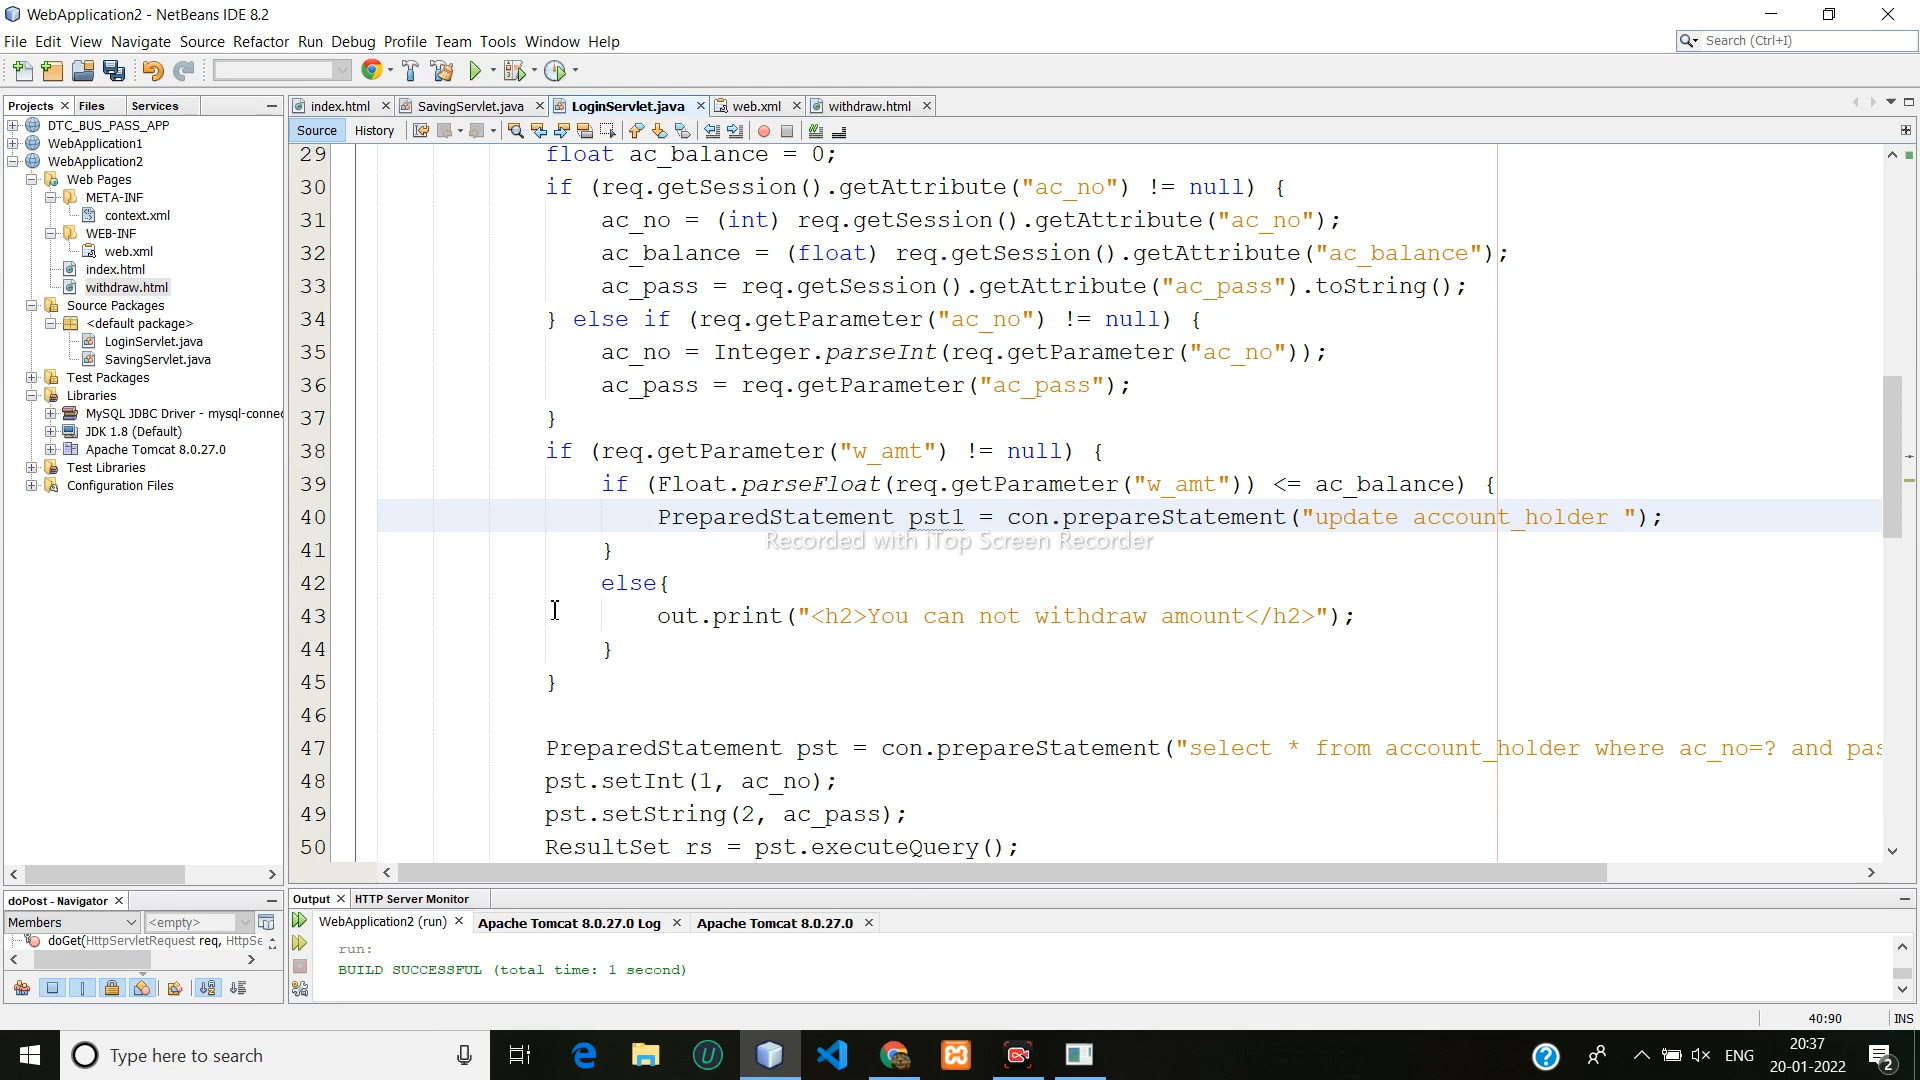 WebApplication2 - NetBeans IDE 8.2
File Edit View Navigate Source Refactor Run Debug Profile Team Tools Window Help
Search (Ctrl+I)
Projects Files Services
index.html SavingServlet.java LoginServlet.java web.xml withdraw.html
Source History
DTC_BUS_PASS_APP
WebApplication1
WebApplication2
Web Pages
META-INF
context.xml
WEB-INF
web.xml
index.html
withdraw.html
Source Packages
<default package>
LoginServlet.java
SavingServlet.java
Test Packages
Libraries
MySQL JDBC Driver - mysql-connec
JDK 1.8 (Default)
Apache Tomcat 8.0.27.0
Test Libraries
Configuration Files
29 float ac_balance = 0;
30 if (req.getSession().getAttribute("ac_no") != null) {
31 ac_no = (int) req.getSession().getAttribute("ac_no");
32 ac_balance = (float) req.getSession().getAttribute("ac_balance");
33 ac_pass = req.getSession().getAttribute("ac_pass").toString();
34 } else if (req.getParameter("ac_no") != null) {
35 ac_no = Integer.parseInt(req.getParameter("ac_no"));
36 ac_pass = req.getParameter("ac_pass");
37 }
38 if (req.getParameter("w_amt") != null) {
39 if (Float.parseFloat(req.getParameter("w_amt")) <= ac_balance) {
40 PreparedStatement pst1 = con.prepareStatement("update account_holder ");
Recorded with iTop Screen Recorder
41 }
42 else{
43 out.print("<h2>You can not withdraw amount</h2>");
44 }
45 }
46
47 PreparedStatement pst = con.prepareStatement("select * from account_holder where ac_no=? and pas
48 pst.setInt(1, ac_no);
49 pst.setString(2, ac_pass);
50 ResultSet rs = pst.executeQuery();
doPost - Navigator
Members <empty>
doGet(HttpServletRequest req, HttpSe
Output HTTP Server Monitor
WebApplication2 (run) Apache Tomcat 8.0.27.0 Log Apache Tomcat 8.0.27.0
run:
BUILD SUCCESSFUL (total time: 1 second)
40:90 INS
Type here to search
ENG
20:37
20-01-2022
2